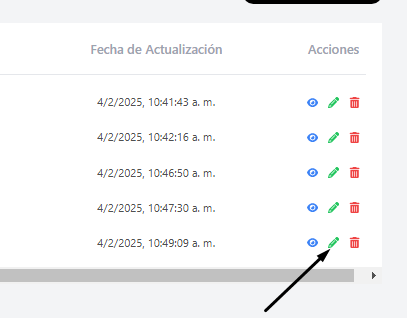 Fecha de Actualización Acciones
4/2/2025, 10:41:43 a. m.
4/2/2025, 10:42:16 a. m.
4/2/2025, 10:46:50 a. m.
4/2/2025, 10:47:30 a. m.
4/2/2025, 10:49:09 a. m.